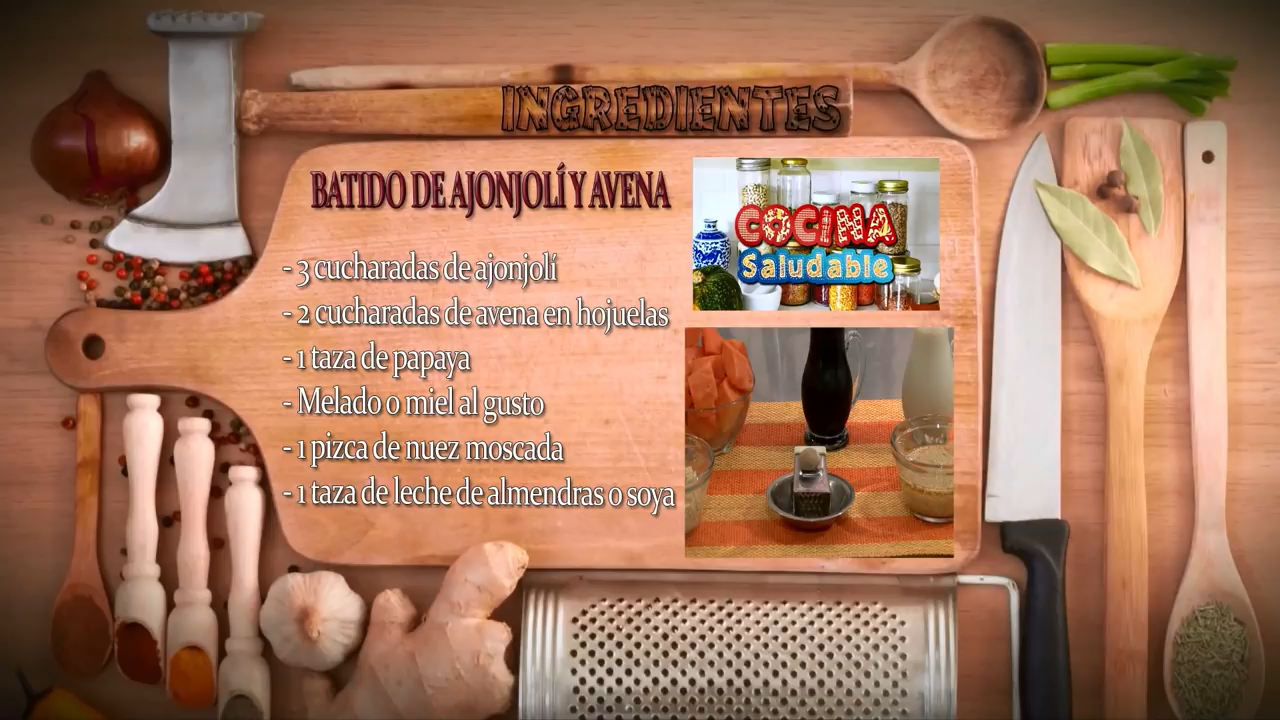 INGREDIENTES
BATIDO DE AJONJOLÍ Y AVENA
- 3 cucharadas de ajonjolí
- 2 cucharadas de avena en hojuelas
- 1 taza de papaya
- Melado o miel al gusto
- 1 pizca de nuez moscada
- 1 taza de leche de almendras o soya
COCINA
Saludable